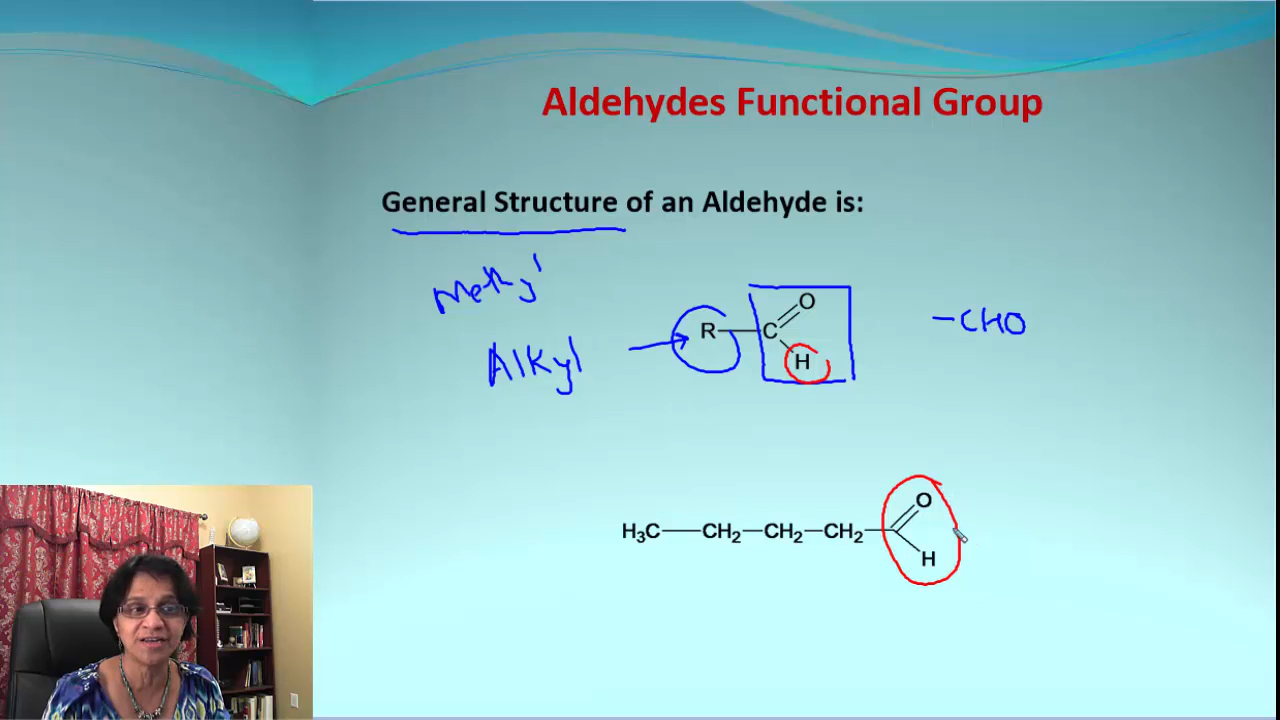 Aldehydes Functional Group
General Structure of an Aldehyde is:
Methyl
Alkyl
R—C
O
H
-CHO
H₃C—CH₂—CH₂—CH₂
O
H